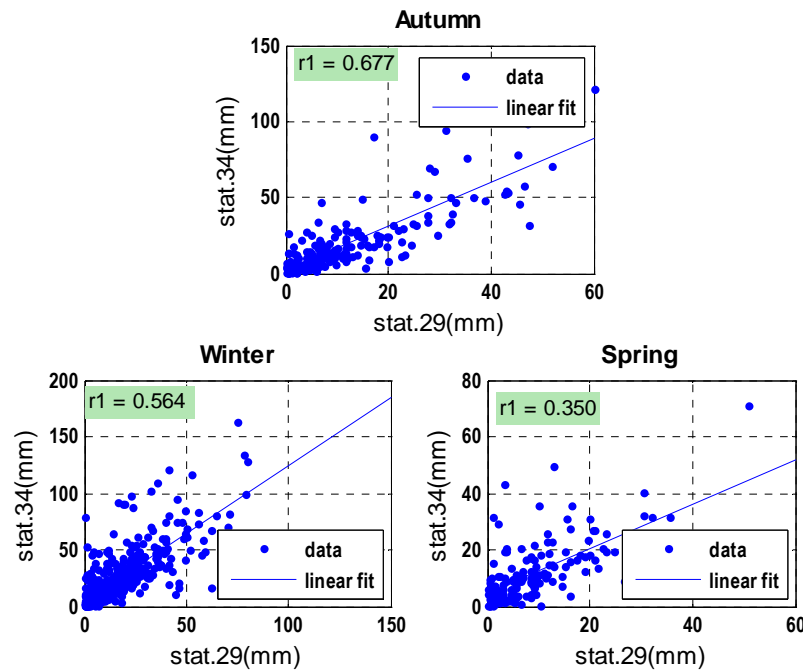 Autumn
150
100
50
0
0 20 40 60
stat.34(mm)
stat.29(mm)
r1 = 0.677
data
linear fit
Winter
200
150
100
50
0
0 50 100 150
stat.34(mm)
stat.29(mm)
r1 = 0.564
data
linear fit
Spring
80
60
40
20
0
0 20 40 60
stat.34(mm)
stat.29(mm)
r1 = 0.350
data
linear fit